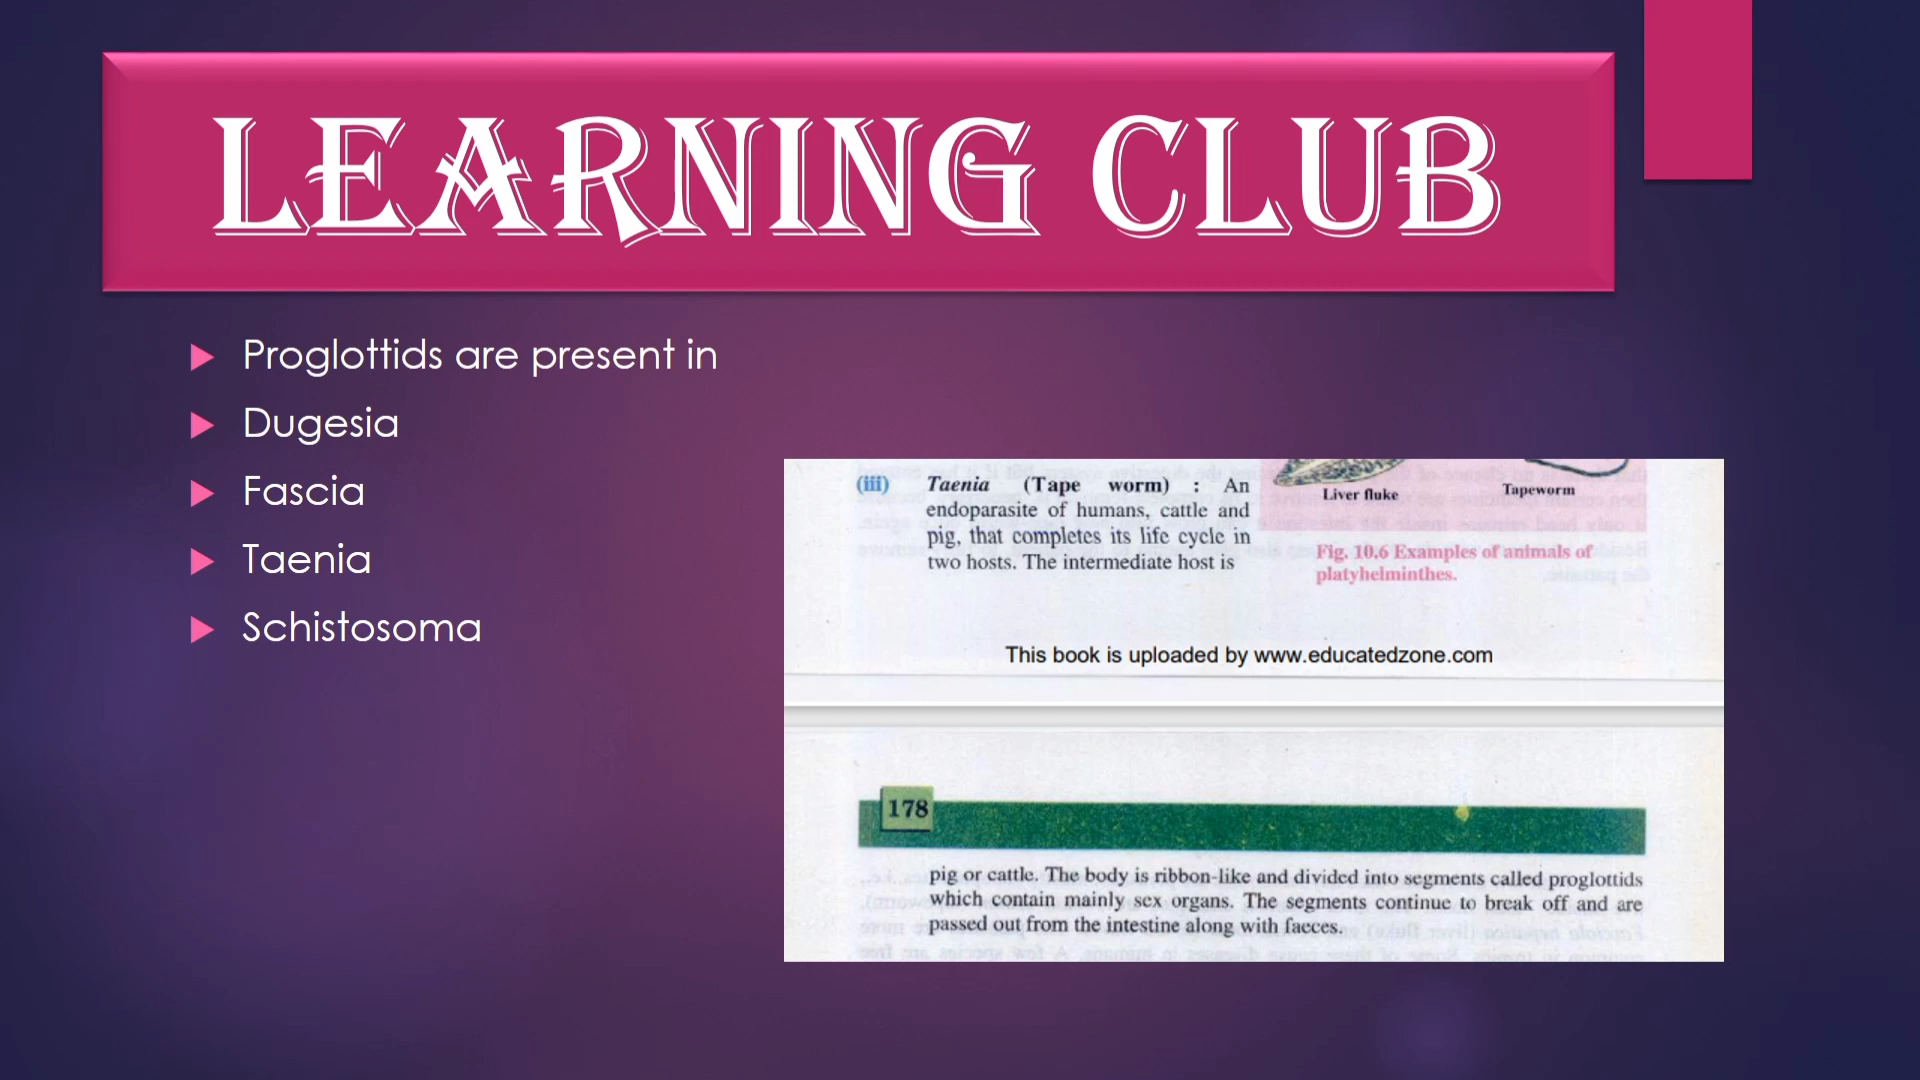 LEARNING CLUB
Proglottids are present in
Dugesia
Fascia
Taenia
Schistosoma
(iii) Taenia (Tape worm) : An
endoparasite of humans, cattle and
pig, that completes its life cycle in
two hosts. The intermediate host is
Liver fluke
Tapeworm
Fig. 10.6 Examples of animals of
platyhelminthes.
This book is uploaded by www.educatedzone.com
178
pig or cattle. The body is ribbon-like and divided into segments called proglottids
which contain mainly sex organs. The segments continue to break off and are
passed out from the intestine along with faeces.